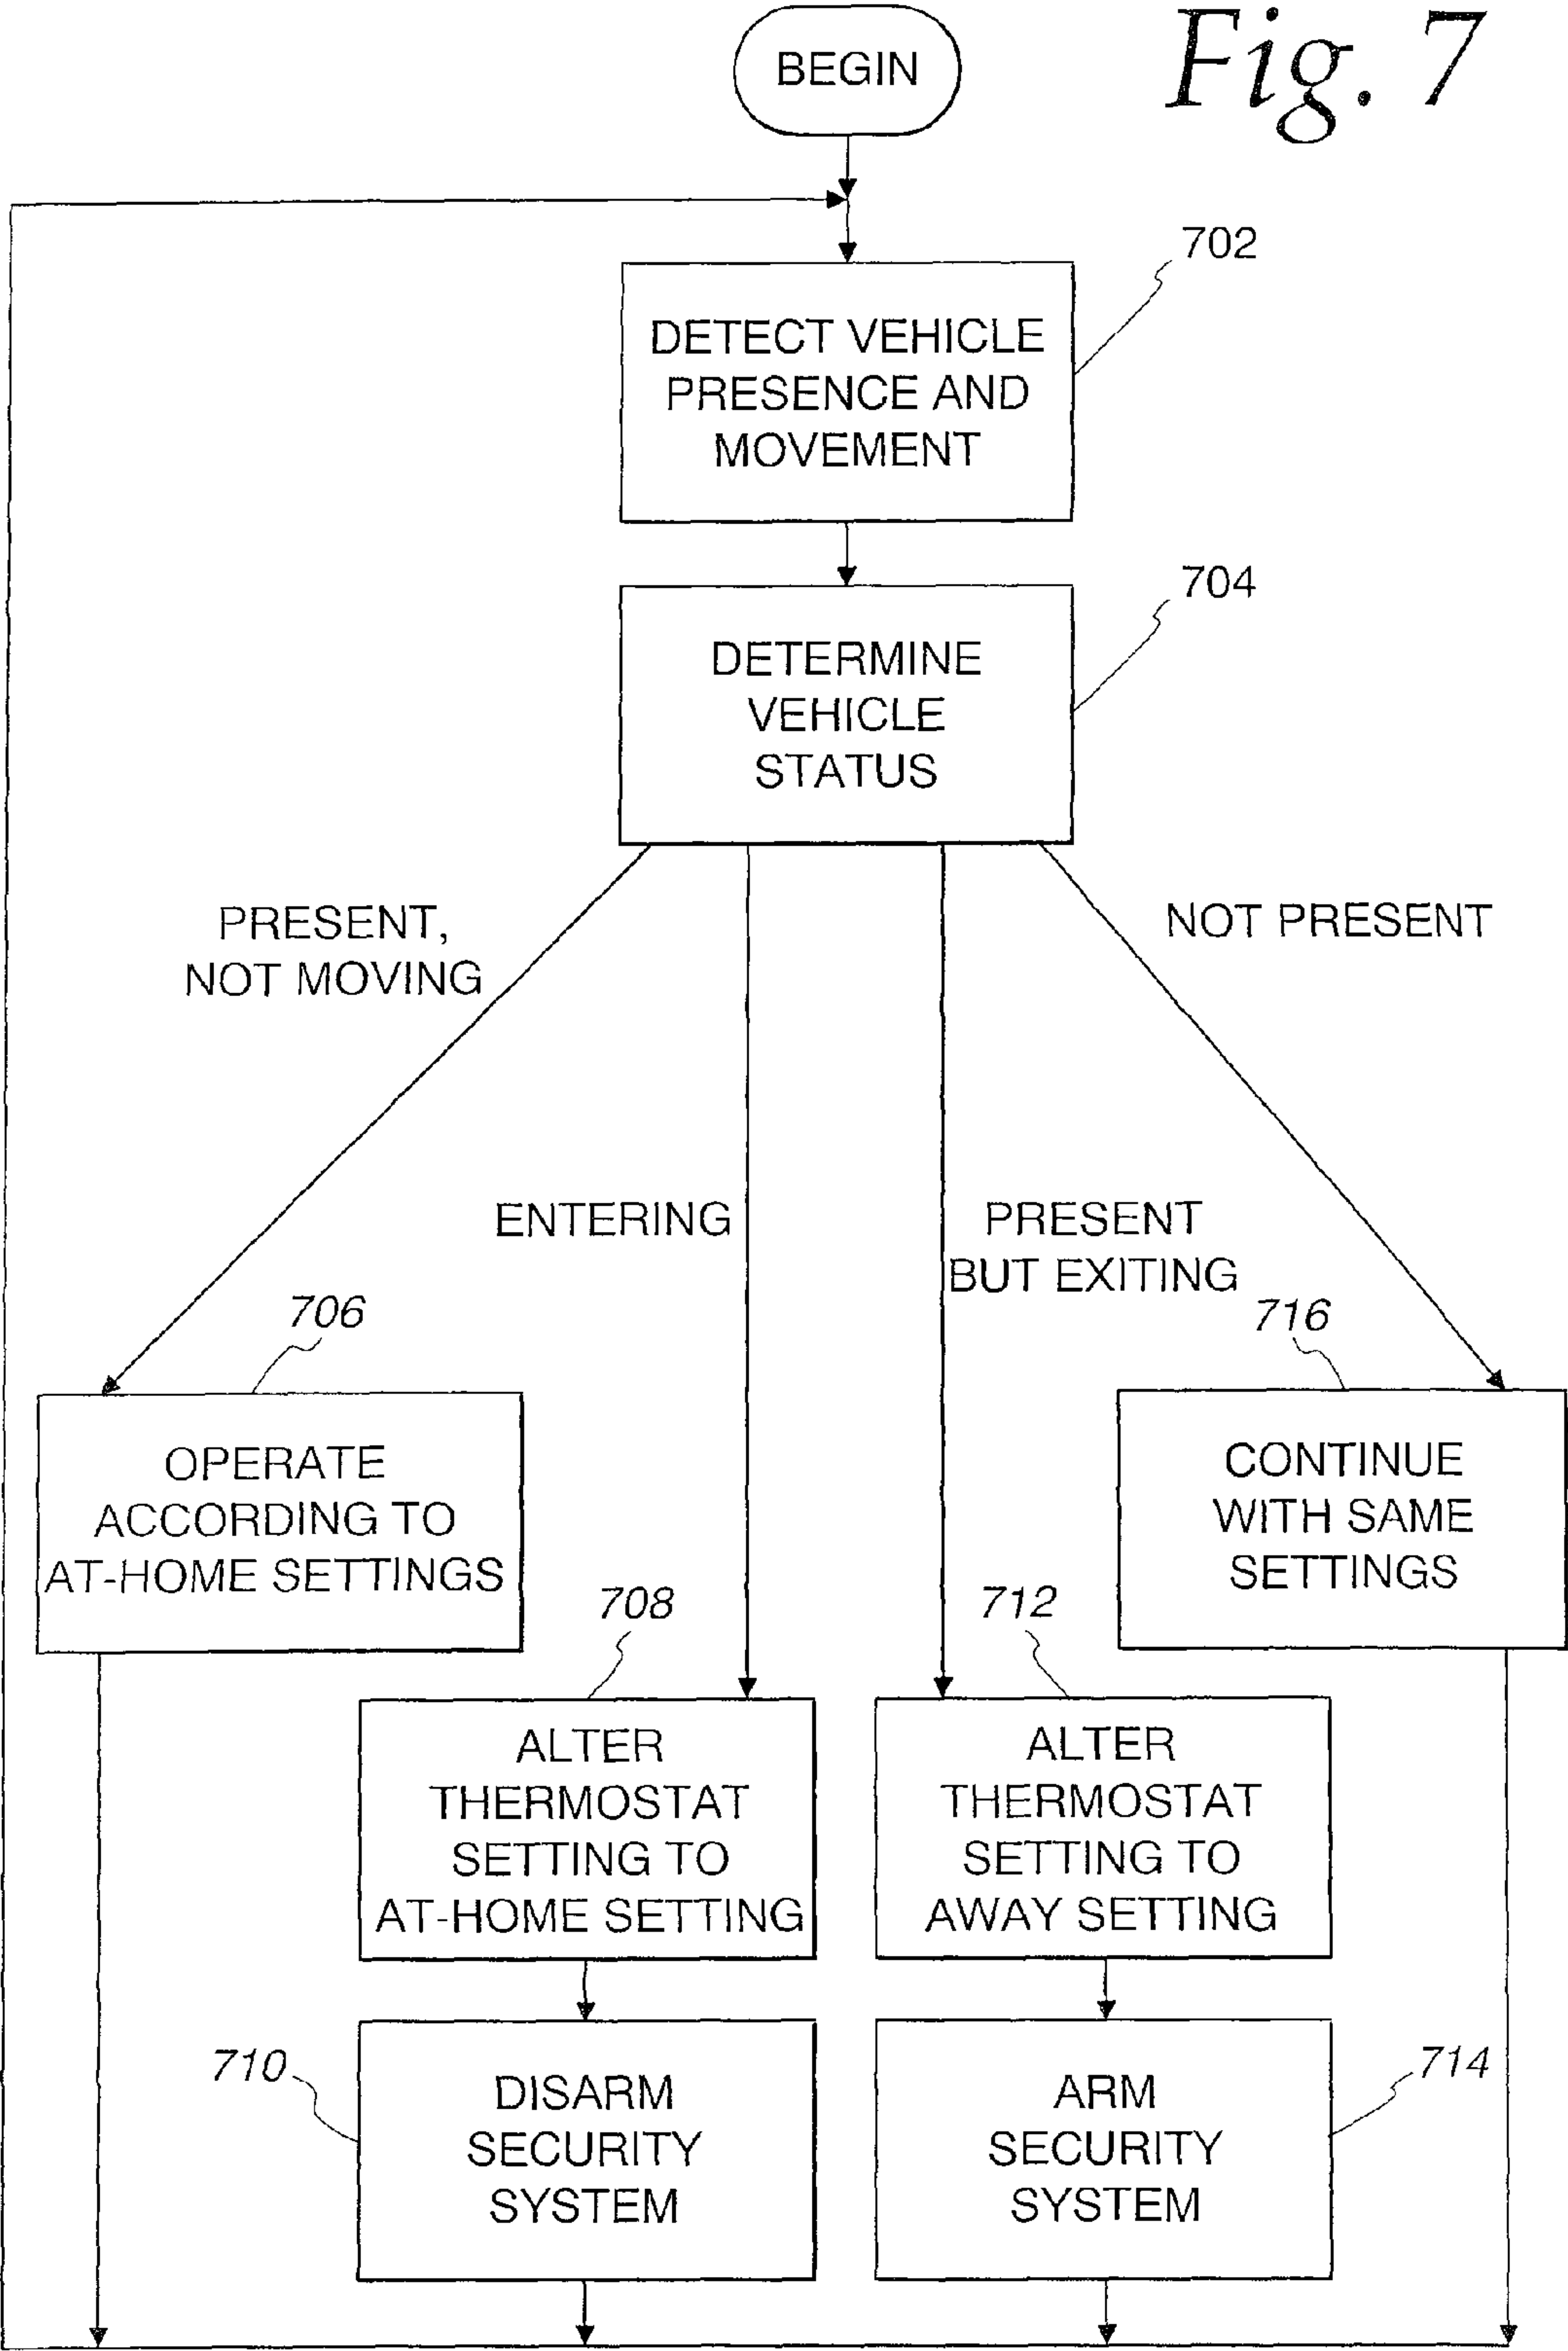 BEGIN
Fig. 7
702
DETECT VEHICLE
PRESENCE AND
MOVEMENT
704
DETERMINE
VEHICLE
STATUS
PRESENT,
NOT MOVING
NOT PRESENT
ENTERING
PRESENT
BUT EXITING
706
716
OPERATE
ACCORDING TO
AT-HOME SETTINGS
CONTINUE
WITH SAME
SETTINGS
708
712
ALTER
THERMOSTAT
SETTING TO
AT-HOME SETTING
ALTER
THERMOSTAT
SETTING TO
AWAY SETTING
710
DISARM
SECURITY
SYSTEM
714
ARM
SECURITY
SYSTEM